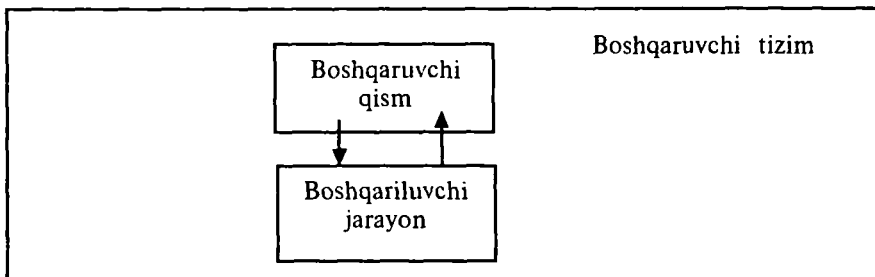 Boshqaruvchi tizim
Boshqaruvchi
qism
Boshqariluvchi
jarayon